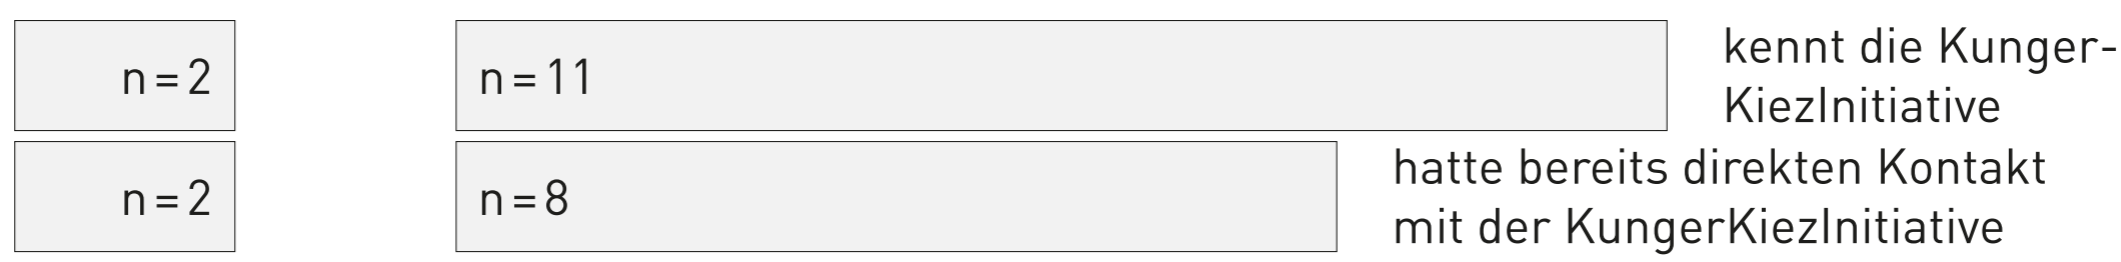 n = 2
n = 11
kennt die Kunger-
KiezInitiative
n = 2
n = 8
hatte bereits direkten Kontakt
mit der KungerKiezInitiative